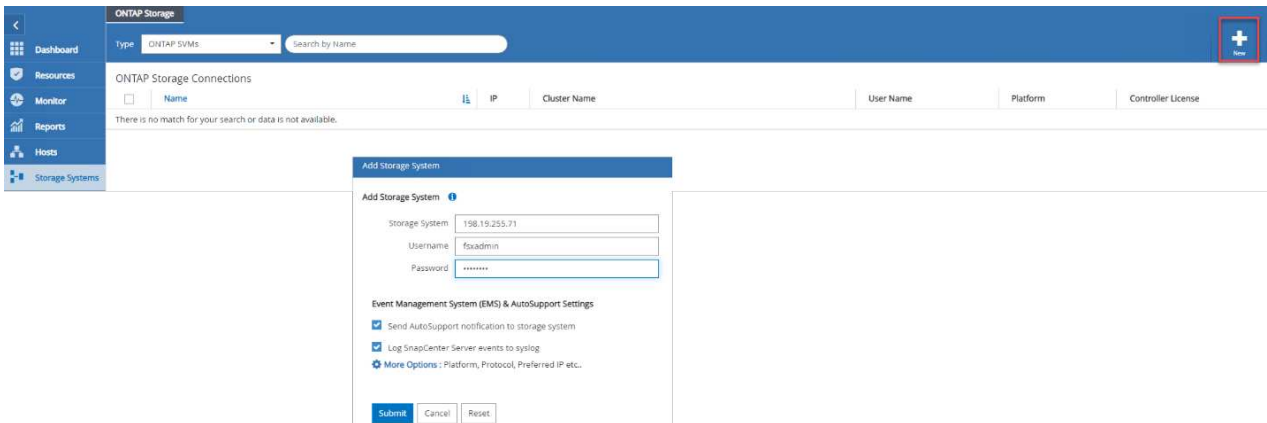 ONTAP Storage
Type ONTAP SVMs Search by Name
New
Dashboard
Resources
Monitor
Reports
Hosts
Storage Systems
ONTAP Storage Connections
Name IP Cluster Name User Name Platform Controller License
There is no match for your search or data is not available.
Add Storage System
Add Storage System
Storage System 198.19.255.71
Username fsxadmin
Password ••••••••
Event Management System (EMS) & AutoSupport Settings
Send AutoSupport notification to storage system
Log SnapCenter Server events to syslog
More Options : Platform, Protocol, Preferred IP etc..
Submit Cancel Reset